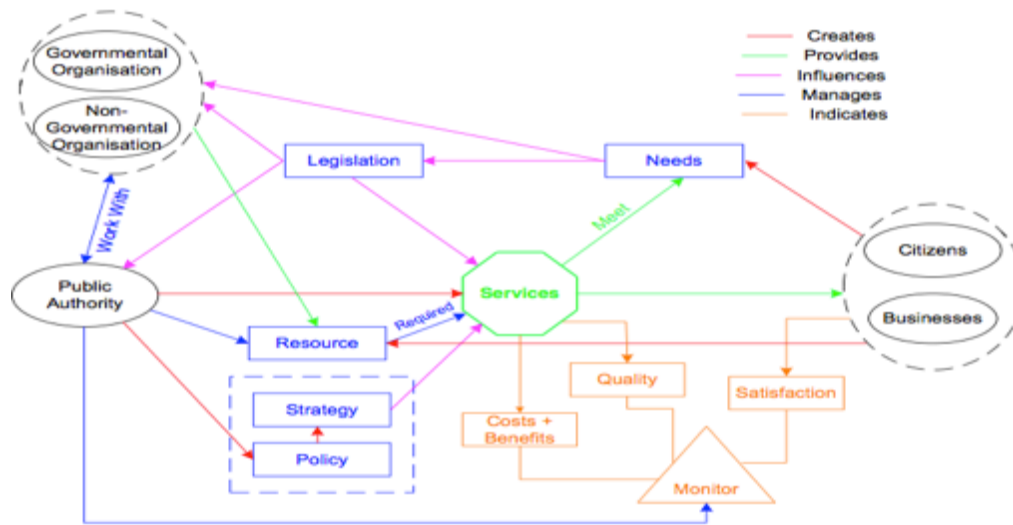 Governmental
Organisation
Non-
Governmental
Organisation
Creates
Provides
Influences
Manages
Indicates
Legislation
Needs
Work With
Meet
Citizens
Businesses
Public
Authority
Services
Required
Resource
Strategy
Policy
Quality
Satisfaction
Costs +
Benefits
Monitor